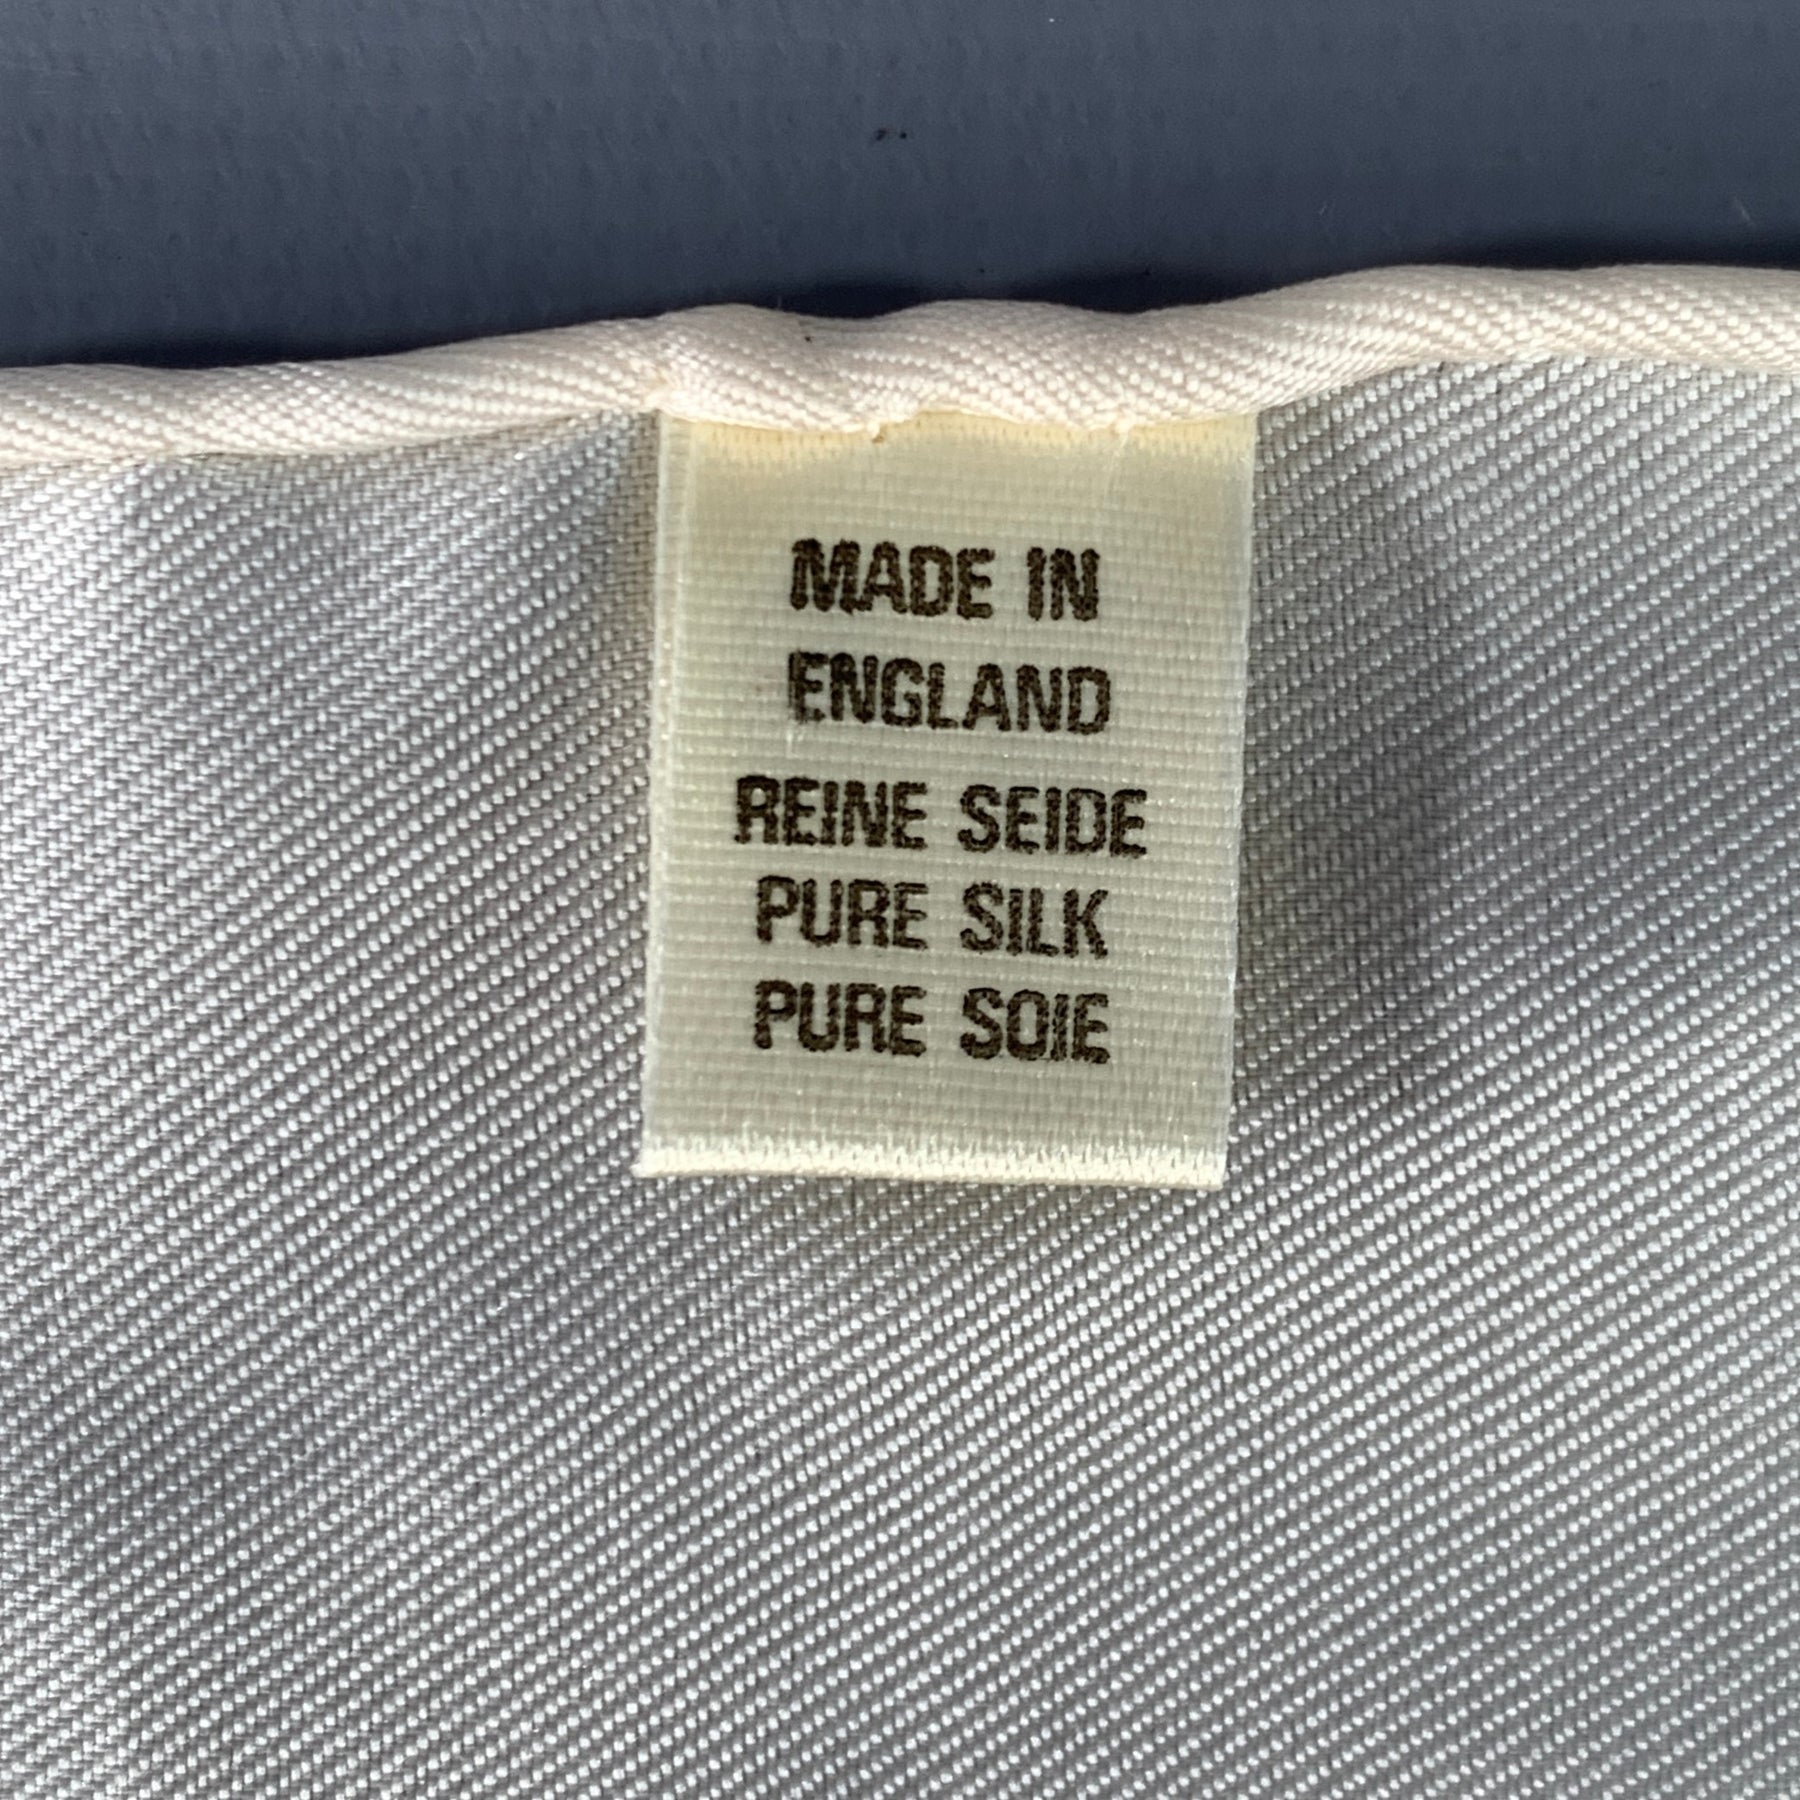 MADE IN
ENGLAND
REINE SEIDE
PURE SILK
PURE SOIE